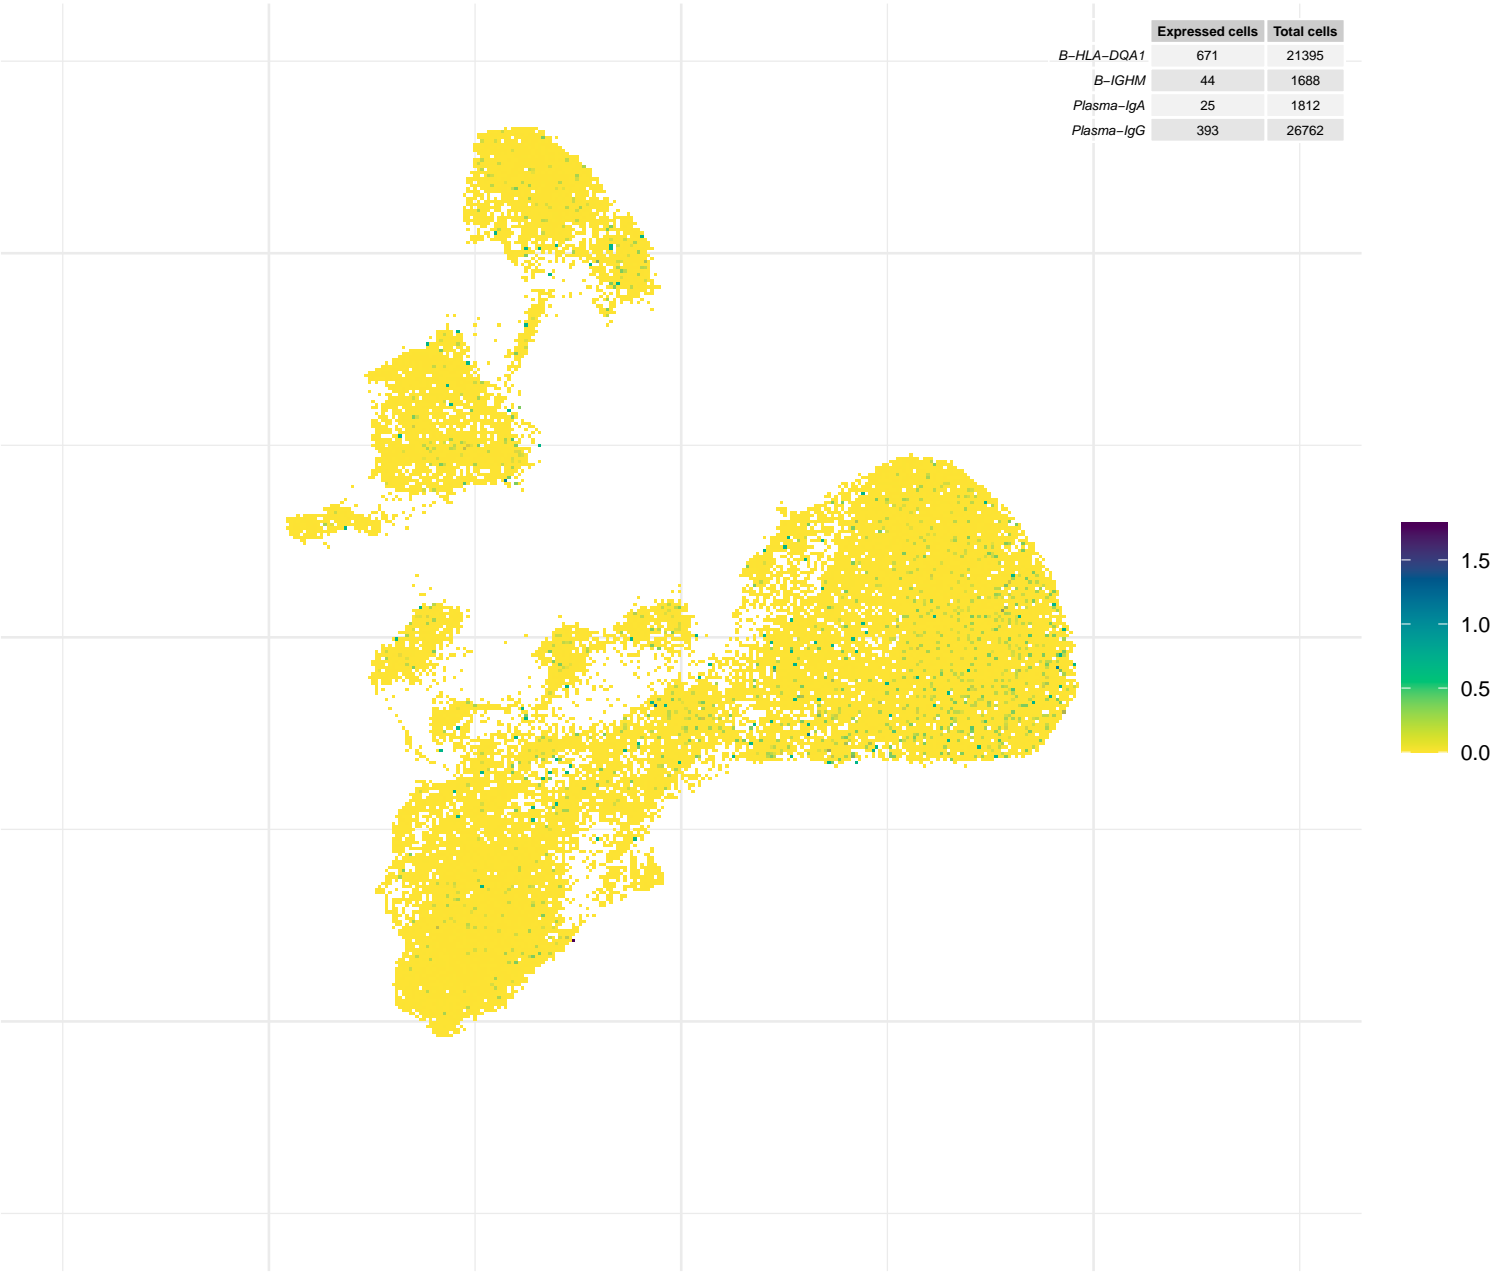 Expressed cells Total cells
B-HLA-DQA1 671 21395
B-IGHM 44 1688
Plasma-IgA 25 1812
Plasma-IgG 393 26762
1.5
1.0
0.5
0.0